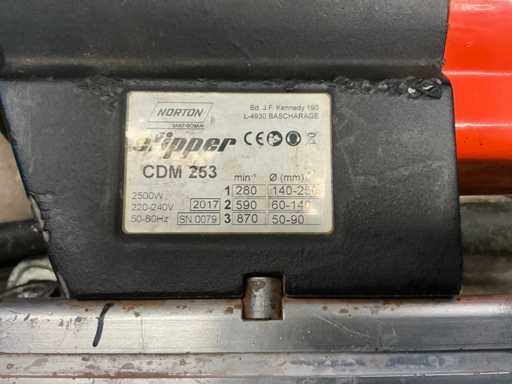 NORTON
SAINT-GOBAIN
Bd. J.F. Kennedy 190
L-4930 BASCHARAGE
clipper
CE
CDM 253
min⁻¹ Ø (mm)
2500W 1 280 140-250
220-240V 2017 2 590 60-140
50-60Hz SN 0079 3 870 50-90